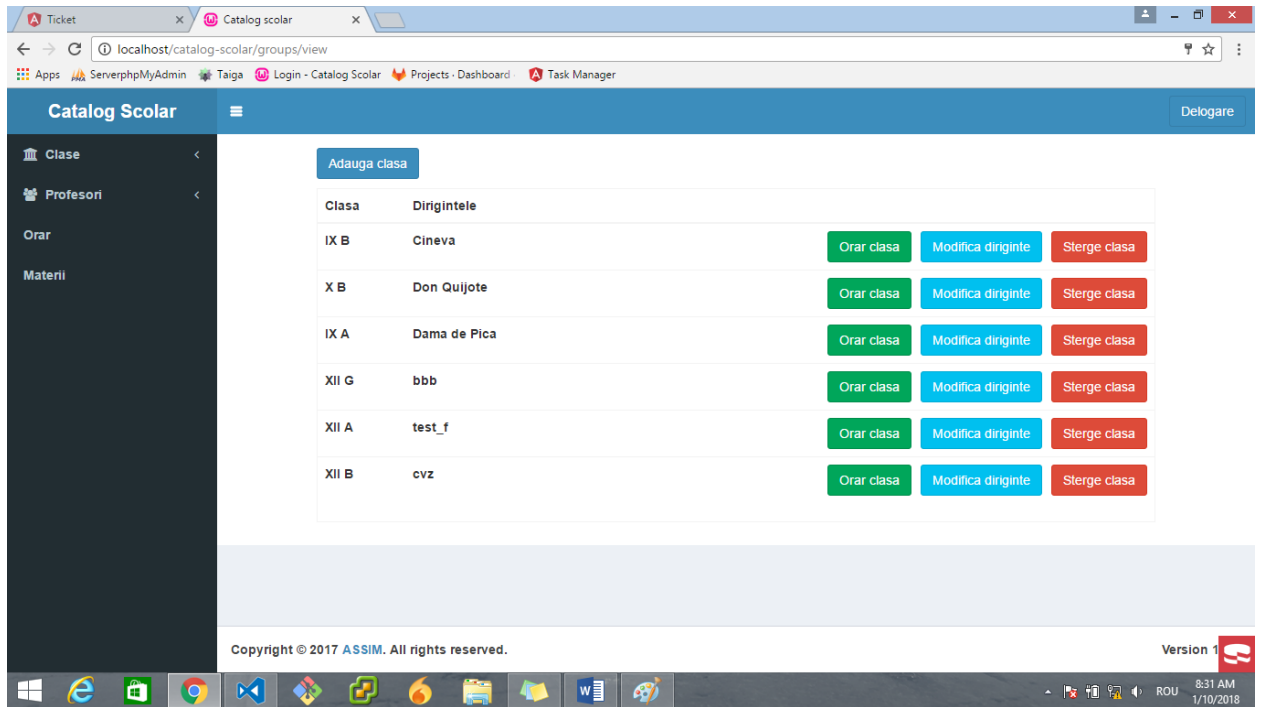 Ticket
Catalog scolar
localhost/catalog-scolar/groups/view
Apps ServerphpMyAdmin Taiga Login - Catalog Scolar Projects · Dashboard · Task Manager
Catalog Scolar
Delogare
Clase
Profesori
Orar
Materii
Adauga clasa
Clasa Dirigintele
IX B Cineva Orar clasa Modifica diriginte Sterge clasa
X B Don Quijote Orar clasa Modifica diriginte Sterge clasa
IX A Dama de Pica Orar clasa Modifica diriginte Sterge clasa
XII G bbb Orar clasa Modifica diriginte Sterge clasa
XII A test_f Orar clasa Modifica diriginte Sterge clasa
XII B cvz Orar clasa Modifica diriginte Sterge clasa
Copyright © 2017 ASSIM. All rights reserved. Version 1
ROU 8:31 AM
1/10/2018